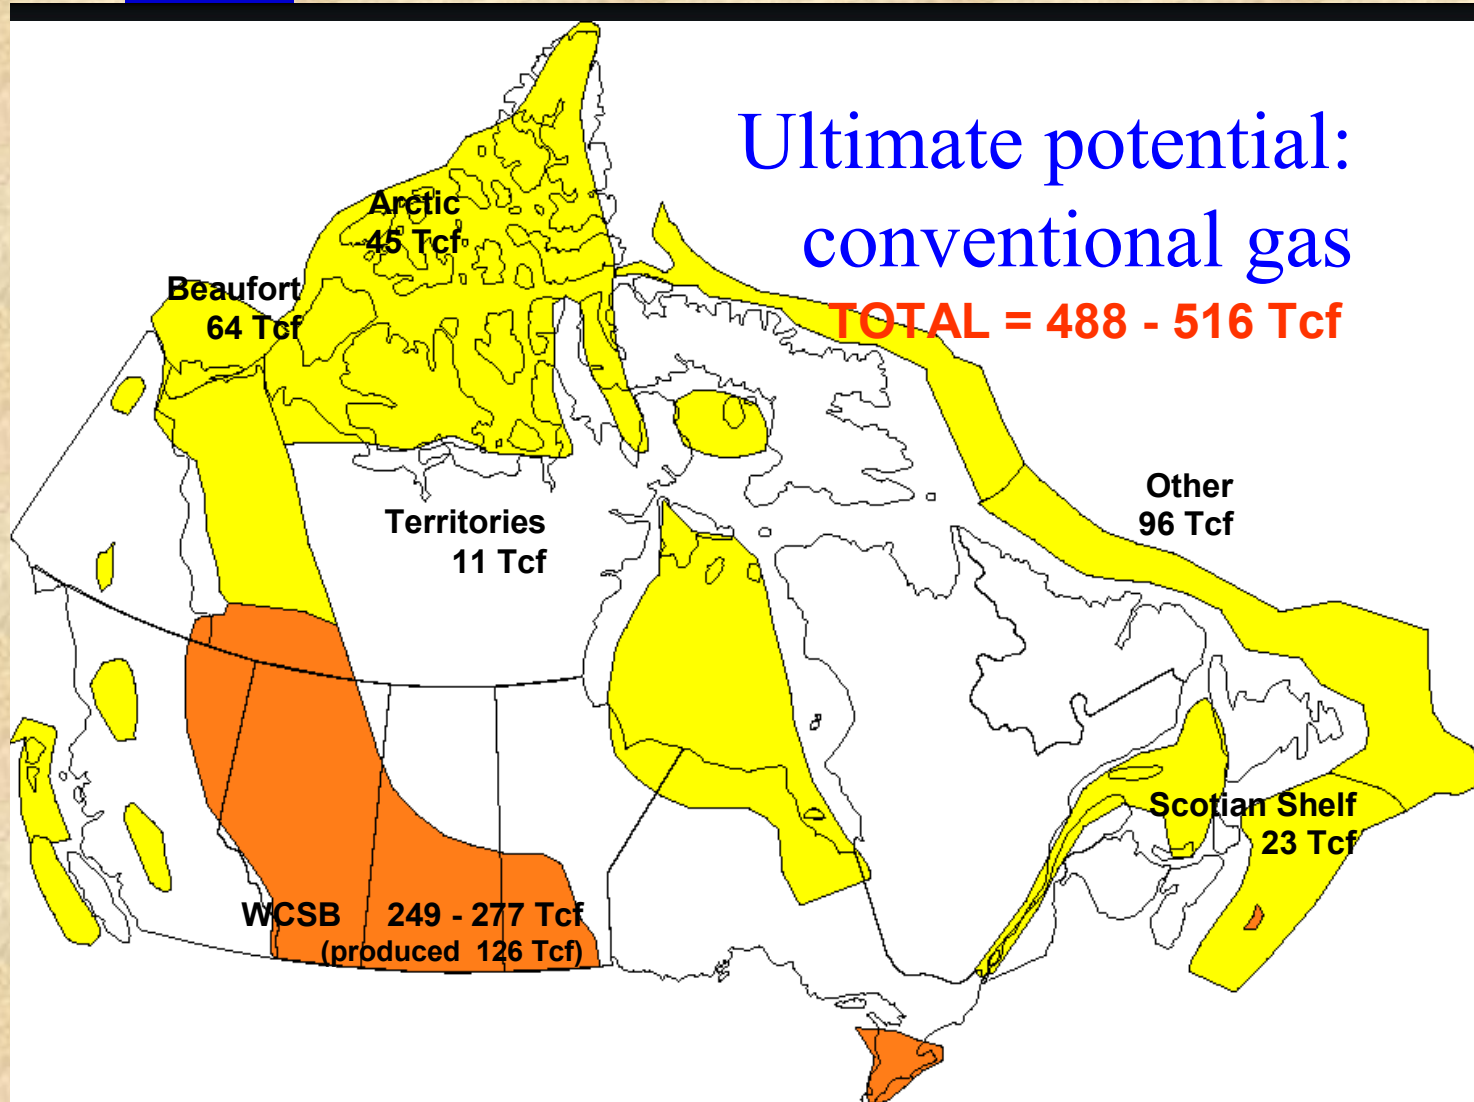 Ultimate potential:
conventional gas
TOTAL = 488 - 516 Tcf
Arctic
45 Tcf
Beaufort
64 Tcf
Territories
11 Tcf
Other
96 Tcf
Scotian Shelf
23 Tcf
WCSB 249 - 277 Tcf
(produced 126 Tcf)